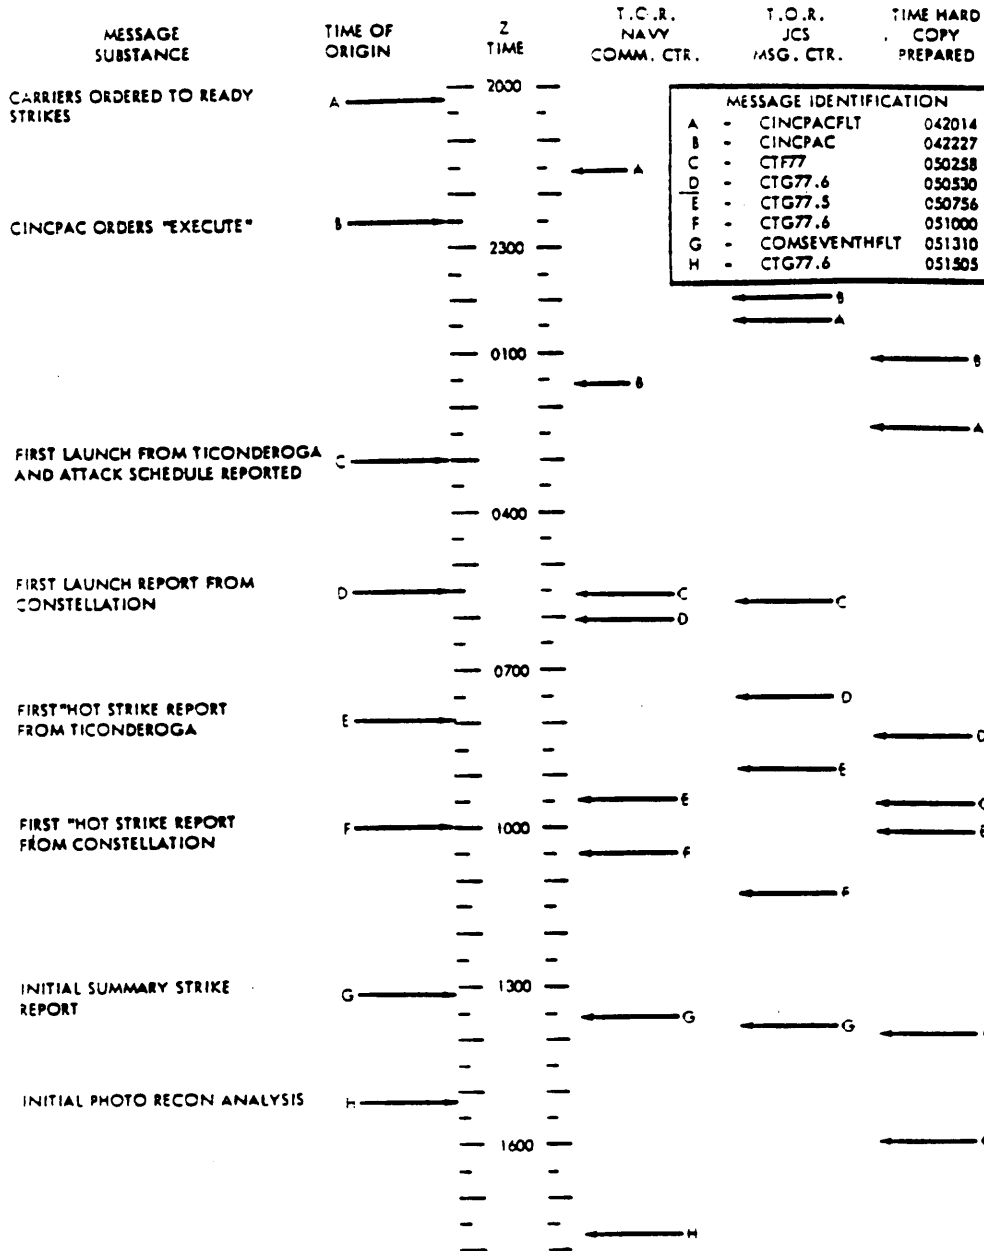 MESSAGE SUBSTANCE
TIME OF ORIGIN
Z TIME
T.O.R. NAVY COMM. CTR.
T.O.R. JCS MSG. CTR.
TIME HARD COPY PREPARED
CARRIERS ORDERED TO READY STRIKES
A
2000
MESSAGE IDENTIFICATION
A - CINCPACFLT 042014
B - CINCPAC 042227
C - CTF77 050258
D - CTG77.6 050530
E - CTG77.5 050756
F - CTG77.6 051000
G - COMSEVENTHFLT 051310
H - CTG77.6 051505
A
CINCPAC ORDERS "EXECUTE"
B
2300
B
A
0100
B
B
A
FIRST LAUNCH FROM TICONDEROGA
AND ATTACK SCHEDULE REPORTED
C
0400
FIRST LAUNCH REPORT FROM
CONSTELLATION
D
C
C
D
0700
D
FIRST "HOT STRIKE REPORT
FROM TICONDEROGA
E
D
E
E
FIRST "HOT STRIKE REPORT
FROM CONSTELLATION
F
1000
F
F
INITIAL SUMMARY STRIKE
REPORT
G
1300
G
G
INITIAL PHOTO RECON ANALYSIS
H
1600
H